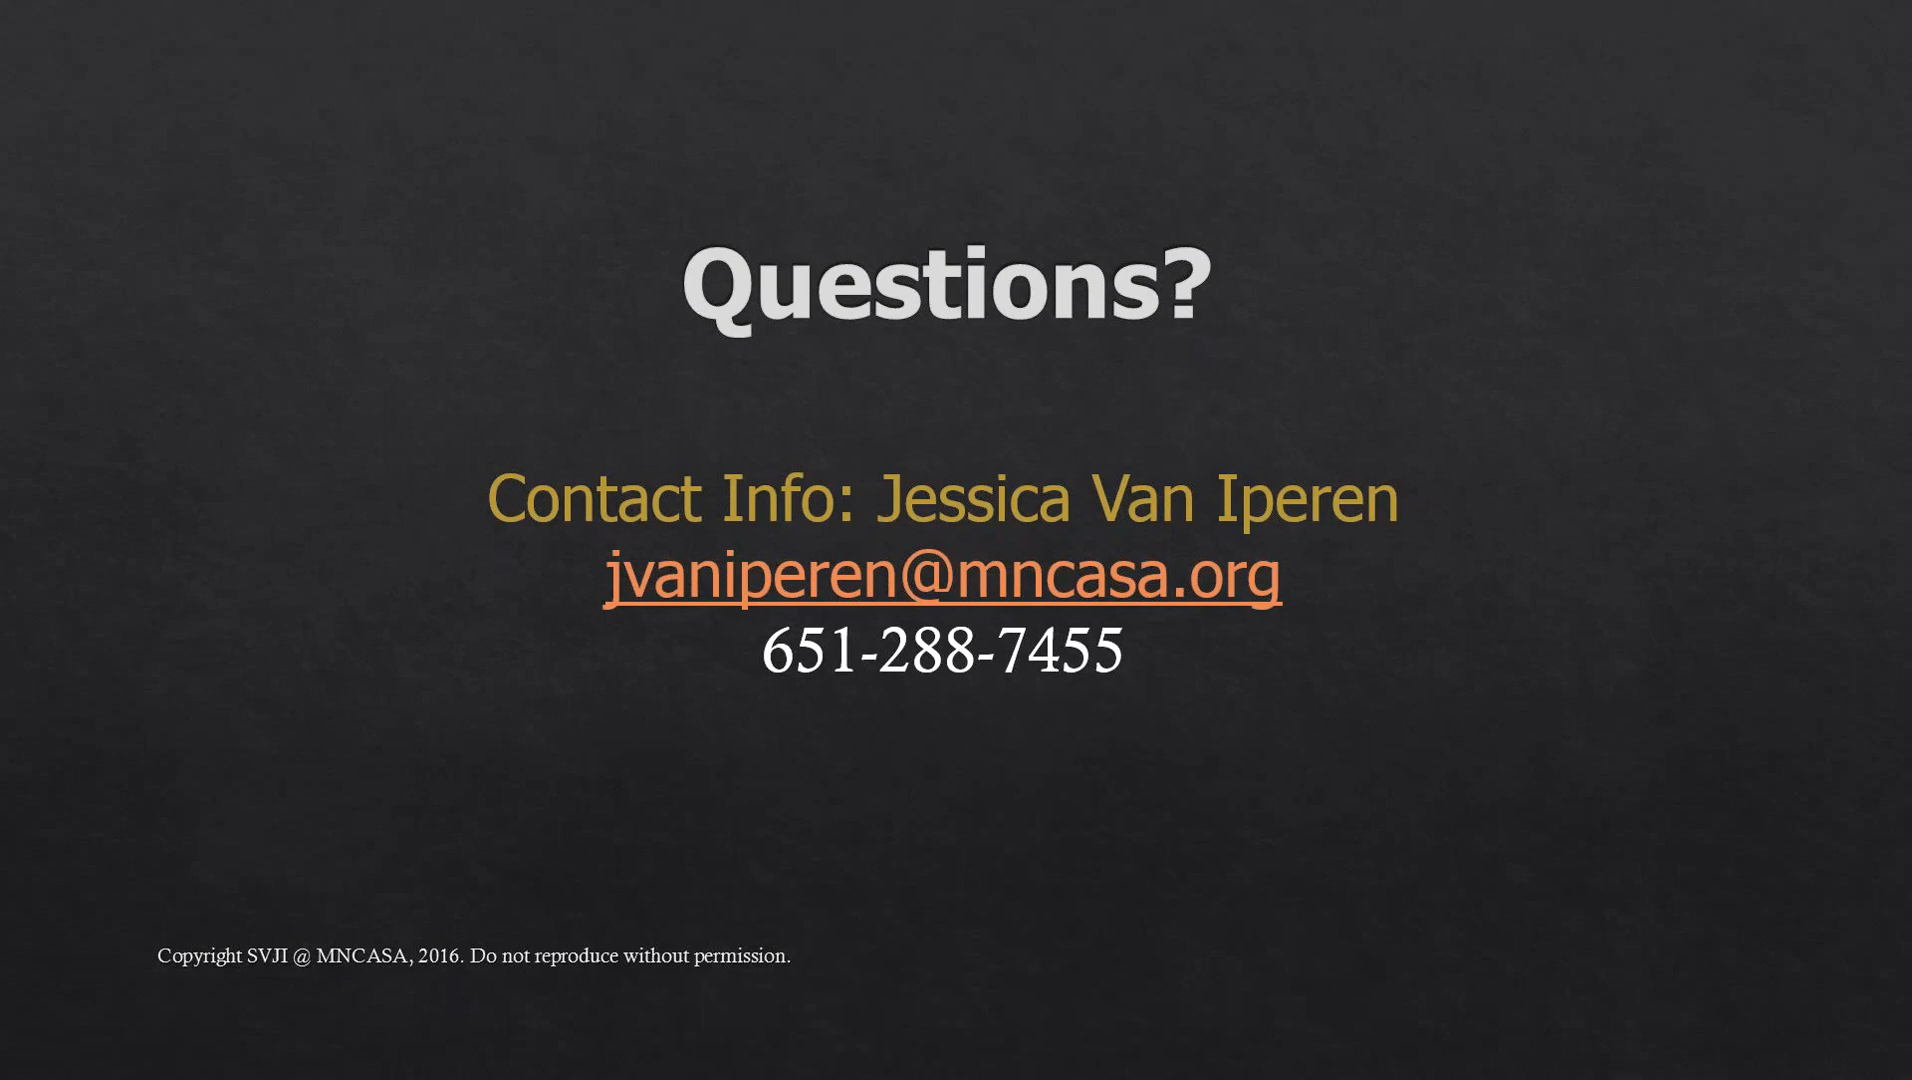 Questions?
Contact Info: Jessica Van Iperen
jvaniperen@mncasa.org
651-288-7455
Copyright SVJI @ MNCASA, 2016. Do not reproduce without permission.